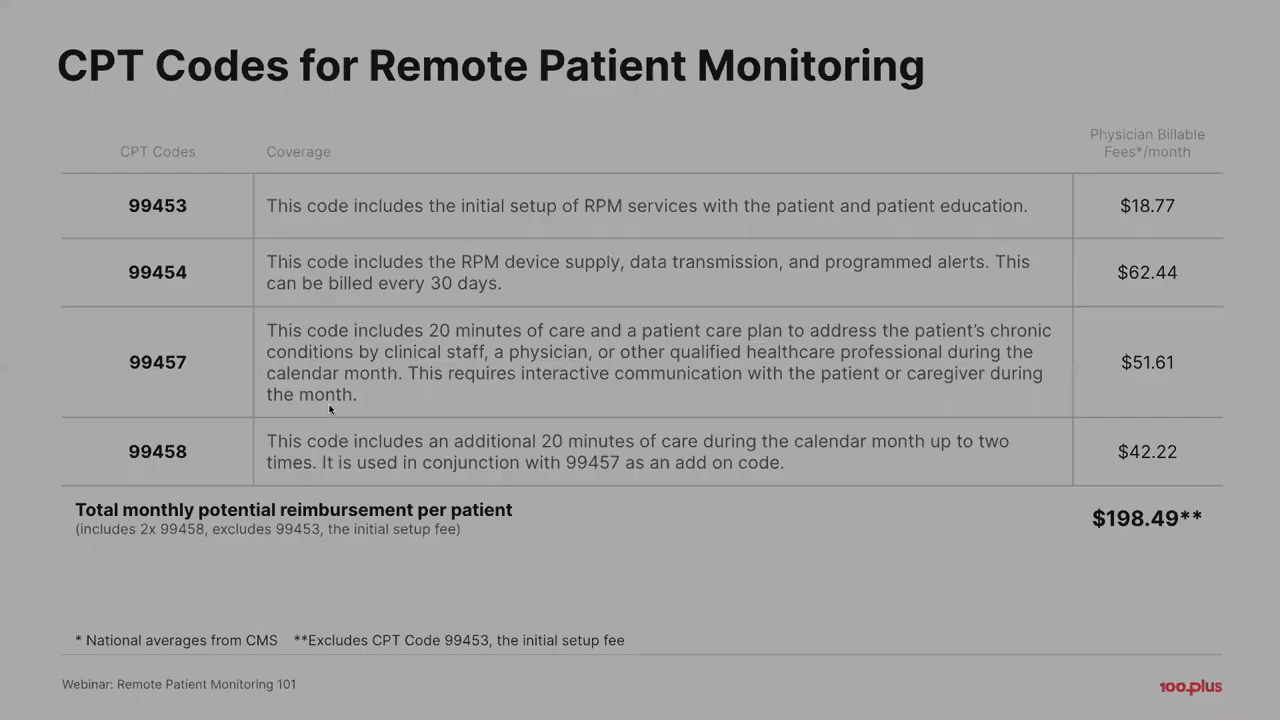 CPT Codes for Remote Patient Monitoring
CPT Codes
Coverage
Physician Billable
Fees*/month
99453
This code includes the initial setup of RPM services with the patient and patient education.
$18.77
99454
This code includes the RPM device supply, data transmission, and programmed alerts. This
can be billed every 30 days.
$62.44
99457
This code includes 20 minutes of care and a patient care plan to address the patient’s chronic
conditions by clinical staff, a physician, or other qualified healthcare professional during the
calendar month. This requires interactive communication with the patient or caregiver during
the month.
$51.61
99458
This code includes an additional 20 minutes of care during the calendar month up to two
times. It is used in conjunction with 99457 as an add on code.
$42.22
Total monthly potential reimbursement per patient
(includes 2x 99458, excludes 99453, the initial setup fee)
$198.49**
* National averages from CMS **Excludes CPT Code 99453, the initial setup fee
Webinar: Remote Patient Monitoring 101
100.plus